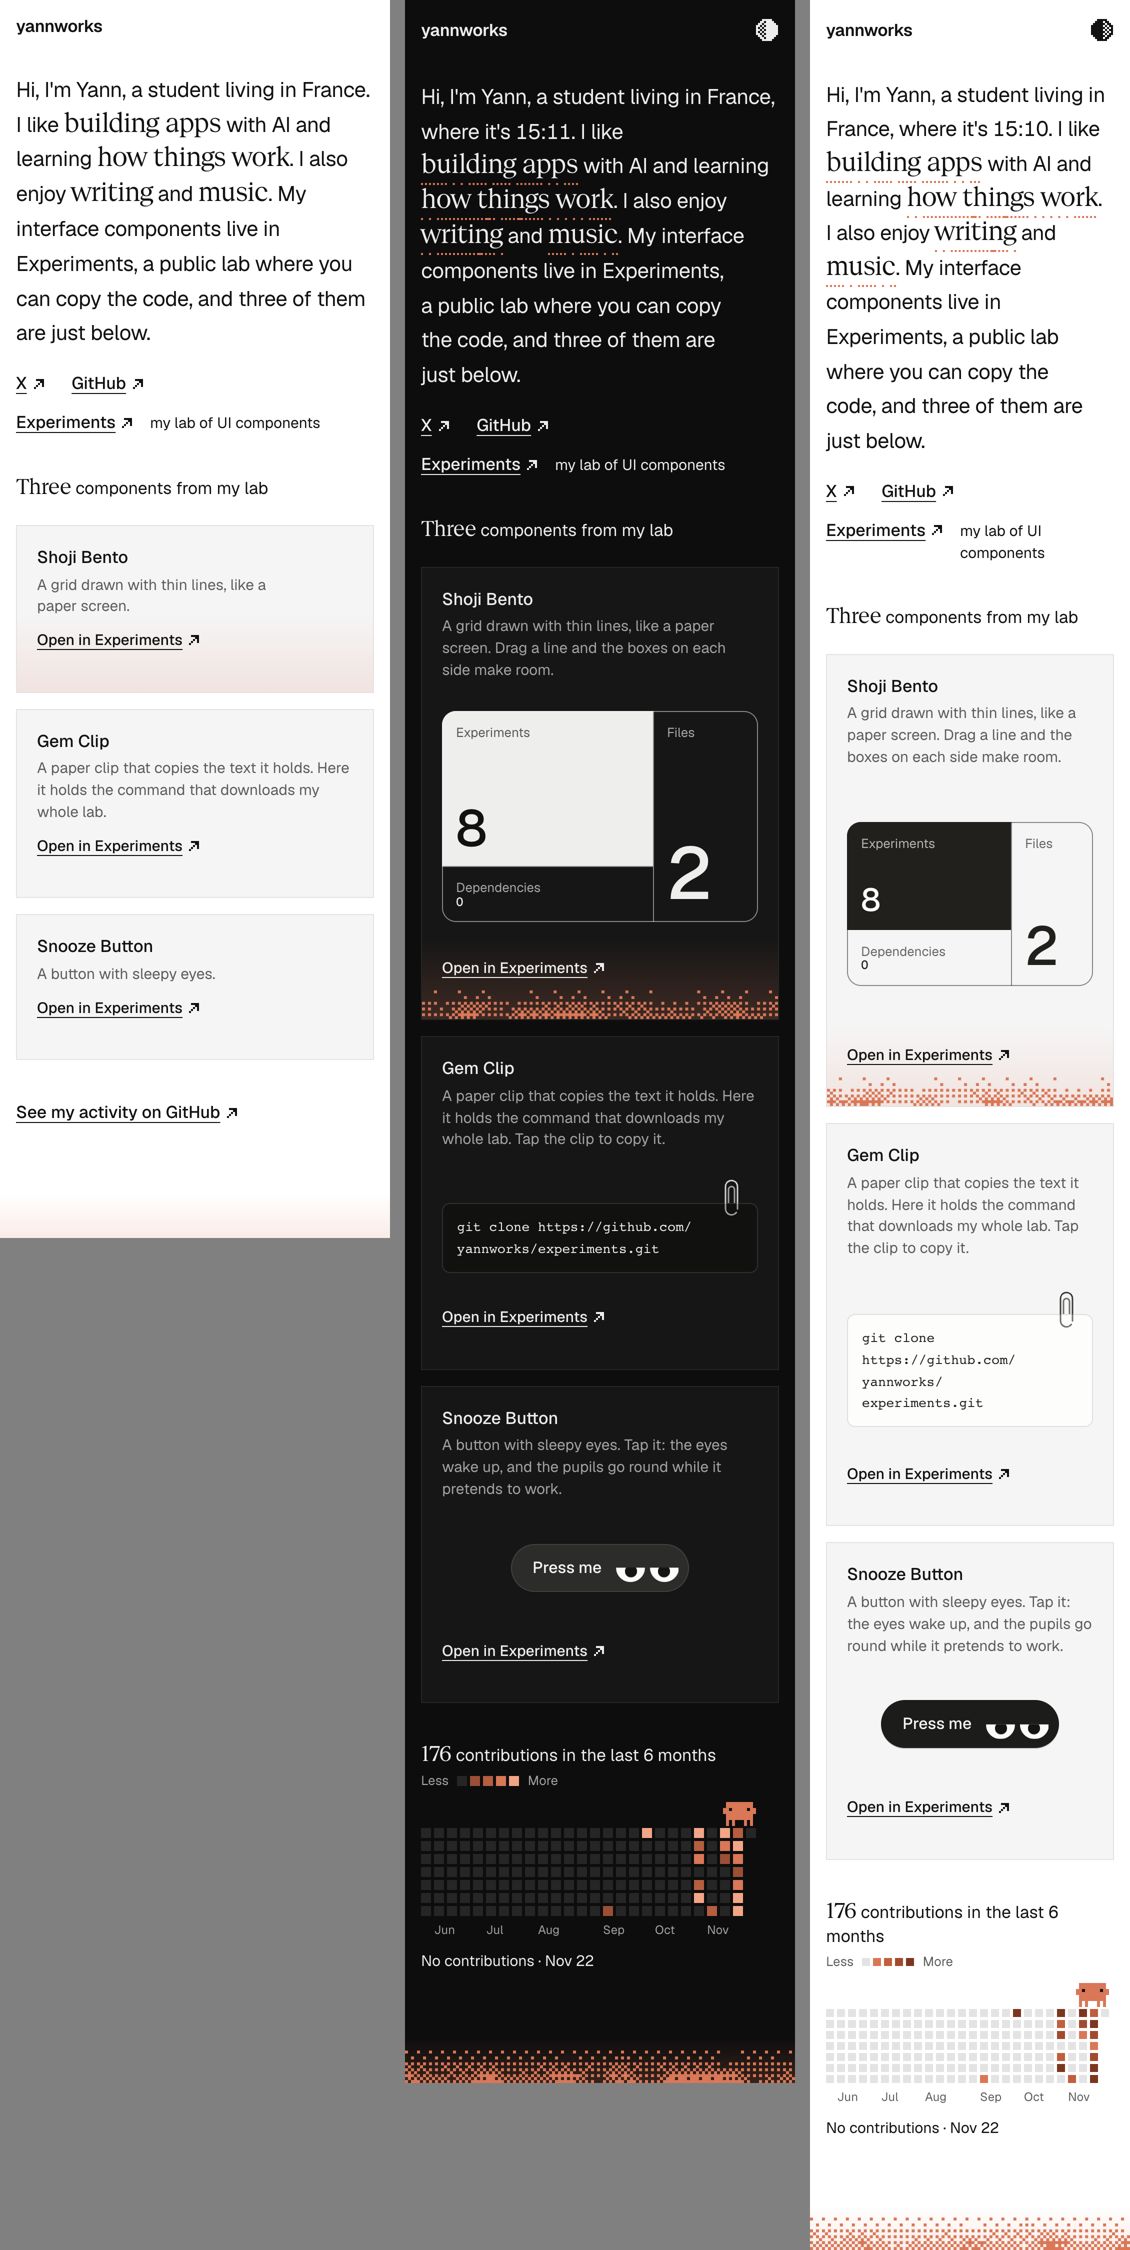 yannworks
Hi, I'm Yann, a student living in France.
I like building apps with AI and
learning how things work. I also
enjoy writing and music. My
interface components live in
Experiments, a public lab where you
can copy the code, and three of them
are just below.
X GitHub
Experiments my lab of UI components
Three components from my lab
Shoji Bento
A grid drawn with thin lines, like a
paper screen.
Open in Experiments
Gem Clip
A paper clip that copies the text it holds. Here
it holds the command that downloads my
whole lab.
Open in Experiments
Snooze Button
A button with sleepy eyes.
Open in Experiments
See my activity on GitHub
yannworks
Hi, I'm Yann, a student living in France,
where it's 15:11. I like
building apps with AI and learning
how things work. I also enjoy
writing and music. My interface
components live in Experiments,
a public lab where you can copy
the code, and three of them are
just below.
X GitHub
Experiments my lab of UI components
Three components from my lab
Shoji Bento
A grid drawn with thin lines, like a paper
screen. Drag a line and the boxes on each
side make room.
Experiments
8
Files
2
Dependencies
0
Open in Experiments
Gem Clip
A paper clip that copies the text it holds. Here
it holds the command that downloads my
whole lab. Tap the clip to copy it.
git clone https://github.com/
yannworks/experiments.git
Open in Experiments
Snooze Button
A button with sleepy eyes. Tap it: the eyes
wake up, and the pupils go round while it
pretends to work.
Press me
Open in Experiments
176 contributions in the last 6 months
Less More
Jun Jul Aug Sep Oct Nov
No contributions · Nov 22
yannworks
Hi, I'm Yann, a student living in
France, where it's 15:10. I like
building apps with AI and
learning how things work.
I also enjoy writing and
music. My interface
components live in
Experiments, a public lab
where you can copy the
code, and three of them are
just below.
X GitHub
Experiments my lab of UI
components
Three components from my lab
Shoji Bento
A grid drawn with thin lines, like a
paper screen. Drag a line and the
boxes on each side make room.
Experiments
8
Files
2
Dependencies
0
Open in Experiments
Gem Clip
A paper clip that copies the text it
holds. Here it holds the command
that downloads my whole lab. Tap
the clip to copy it.
git clone
https://github.com/
yannworks/
experiments.git
Open in Experiments
Snooze Button
A button with sleepy eyes. Tap it:
the eyes wake up, and the pupils go
round while it pretends to work.
Press me
Open in Experiments
176 contributions in the last 6
months
Less More
Jun Jul Aug Sep Oct Nov
No contributions · Nov 22